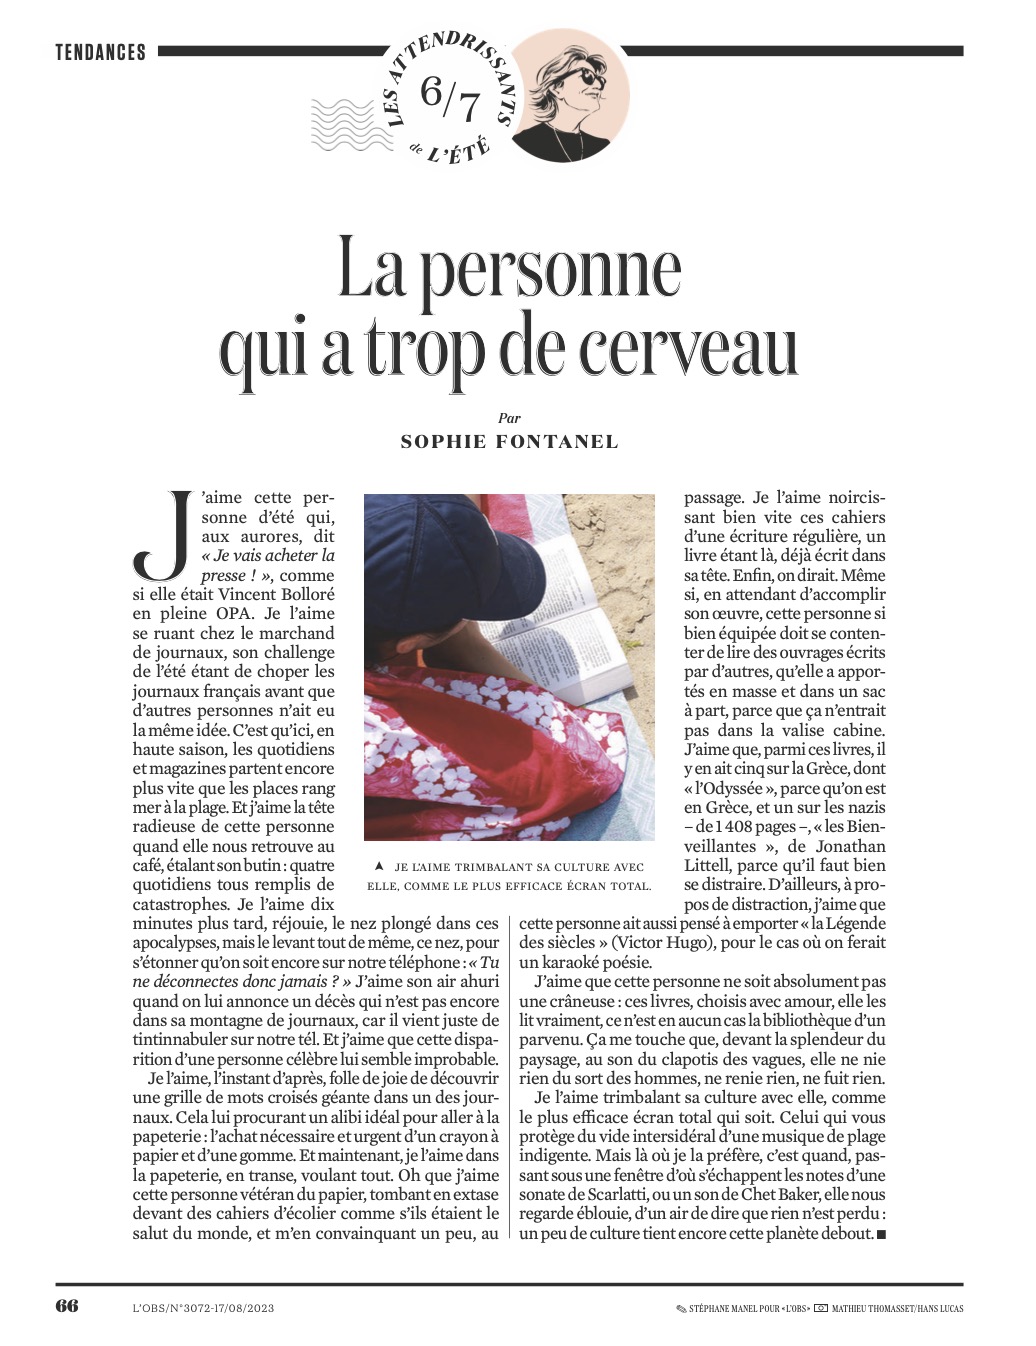 TENDANCES
LES ATTENDRISSANTS
6/7
de L'ÉTÉ
La personne
qui a trop de cerveau
Par
SOPHIE FONTANEL
J'aime cette per-
sonne d'été qui,
aux aurores, dit
« Je vais acheter la
presse ! », comme
si elle était Vincent Bolloré
en pleine OPA. Je l'aime
se ruant chez le marchand
de journaux, son challenge
de l'été étant de choper les
journaux français avant que
d'autres personnes n'ait eu
la même idée. C'est qu'ici, en
haute saison, les quotidiens
et magazines partent encore
plus vite que les places rang
mer à la plage. Et j'aime la tête
radieuse de cette personne
quand elle nous retrouve au
café, étalant son butin : quatre
quotidiens tous remplis de
catastrophes. Je l'aime dix
minutes plus tard, réjouie, le nez plongé dans ces
apocalypses, mais le levant tout de même, ce nez, pour
s'étonner qu'on soit encore sur notre téléphone : « Tu
ne déconnectes donc jamais ? » J'aime son air ahuri
quand on lui annonce un décès qui n'est pas encore
dans sa montagne de journaux, car il vient juste de
tintinnabuler sur notre tél. Et j'aime que cette dispa-
rition d'une personne célèbre lui semble improbable.
Je l'aime, l'instant d'après, folle de joie de découvrir
une grille de mots croisés géante dans un des jour-
naux. Cela lui procurant un alibi idéal pour aller à la
papeterie : l'achat nécessaire et urgent d'un crayon à
papier et d'une gomme. Et maintenant, je l'aime dans
la papeterie, en transe, voulant tout. Oh que j'aime
cette personne vétéran du papier, tombant en extase
devant des cahiers d'écolier comme s'ils étaient le
salut du monde, et m'en convainquant un peu, au
▲ JE L'AIME TRIMBALANT SA CULTURE AVEC
ELLE, COMME LE PLUS EFFICACE ÉCRAN TOTAL.
passage. Je l'aime noircis-
sant bien vite ces cahiers
d'une écriture régulière, un
livre étant là, déjà écrit dans
sa tête. Enfin, on dirait. Même
si, en attendant d'accomplir
son œuvre, cette personne si
bien équipée doit se conten-
ter de lire des ouvrages écrits
par d'autres, qu'elle a appor-
tés en masse et dans un sac
à part, parce que ça n'entrait
pas dans la valise cabine.
J'aime que, parmi ces livres, il
y en ait cinq sur la Grèce, dont
« l'Odyssée », parce qu'on est
en Grèce, et un sur les nazis
– de 1 408 pages –, « les Bien-
veillantes », de Jonathan
Littell, parce qu'il faut bien
se distraire. D'ailleurs, à pro-
pos de distraction, j'aime que
cette personne ait aussi pensé à emporter « la Légende
des siècles » (Victor Hugo), pour le cas où on ferait
un karaoké poésie.
J'aime que cette personne ne soit absolument pas
une crâneuse : ces livres, choisis avec amour, elle les
lit vraiment, ce n'est en aucun cas la bibliothèque d'un
parvenu. Ça me touche que, devant la splendeur du
paysage, au son du clapotis des vagues, elle ne nie
rien du sort des hommes, ne renie rien, ne fuit rien.
Je l'aime trimbalant sa culture avec elle, comme
le plus efficace écran total qui soit. Celui qui vous
protège du vide intersidéral d'une musique de plage
indigente. Mais là où je la préfère, c'est quand, pas-
sant sous une fenêtre d'où s'échappent les notes d'une
sonate de Scarlatti, ou un son de Chet Baker, elle nous
regarde éblouie, d'un air de dire que rien n'est perdu :
un peu de culture tient encore cette planète debout. ■
66
L'OBS/N°3072-17/08/2023
STÉPHANE MANEL POUR «L'OBS» MATHIEU THOMASSET/HANS LUCAS